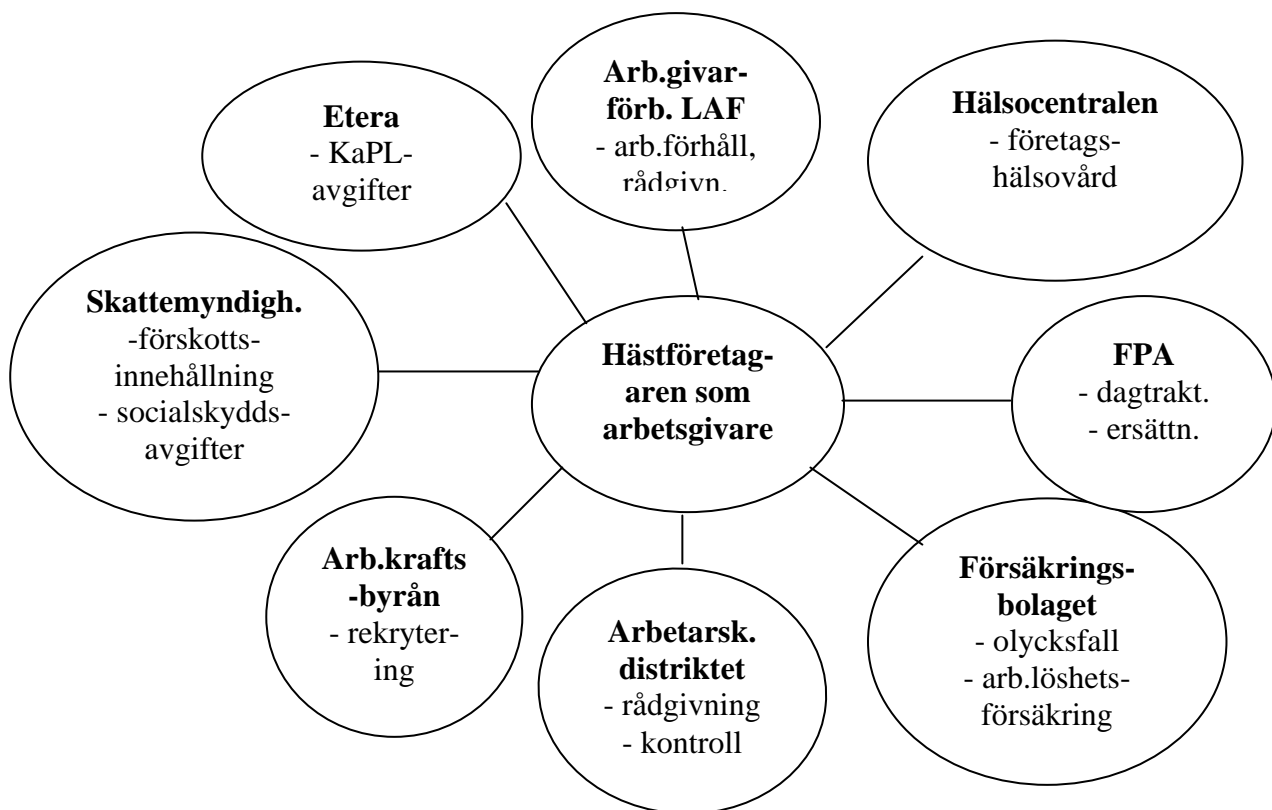 Etera
- KaPL-
avgifter
Arb.givar-
förb. LAF
- arb.förhåll,
rådgivn.
Hälsocentralen
- företags-
hälsovård
Skattemyndigh.
-förskotts-
innehållning
- socialskydds-
avgifter
Hästföretag-
aren som
arbetsgivare
FPA
- dagtrakt.
- ersättn.
Arb.krafts
-byrån
- rekryter-
ing
Arbetarsk.
distriktet
- rådgivning
- kontroll
Försäkrings-
bolaget
- olycksfall
- arb.löshets-
försäkring